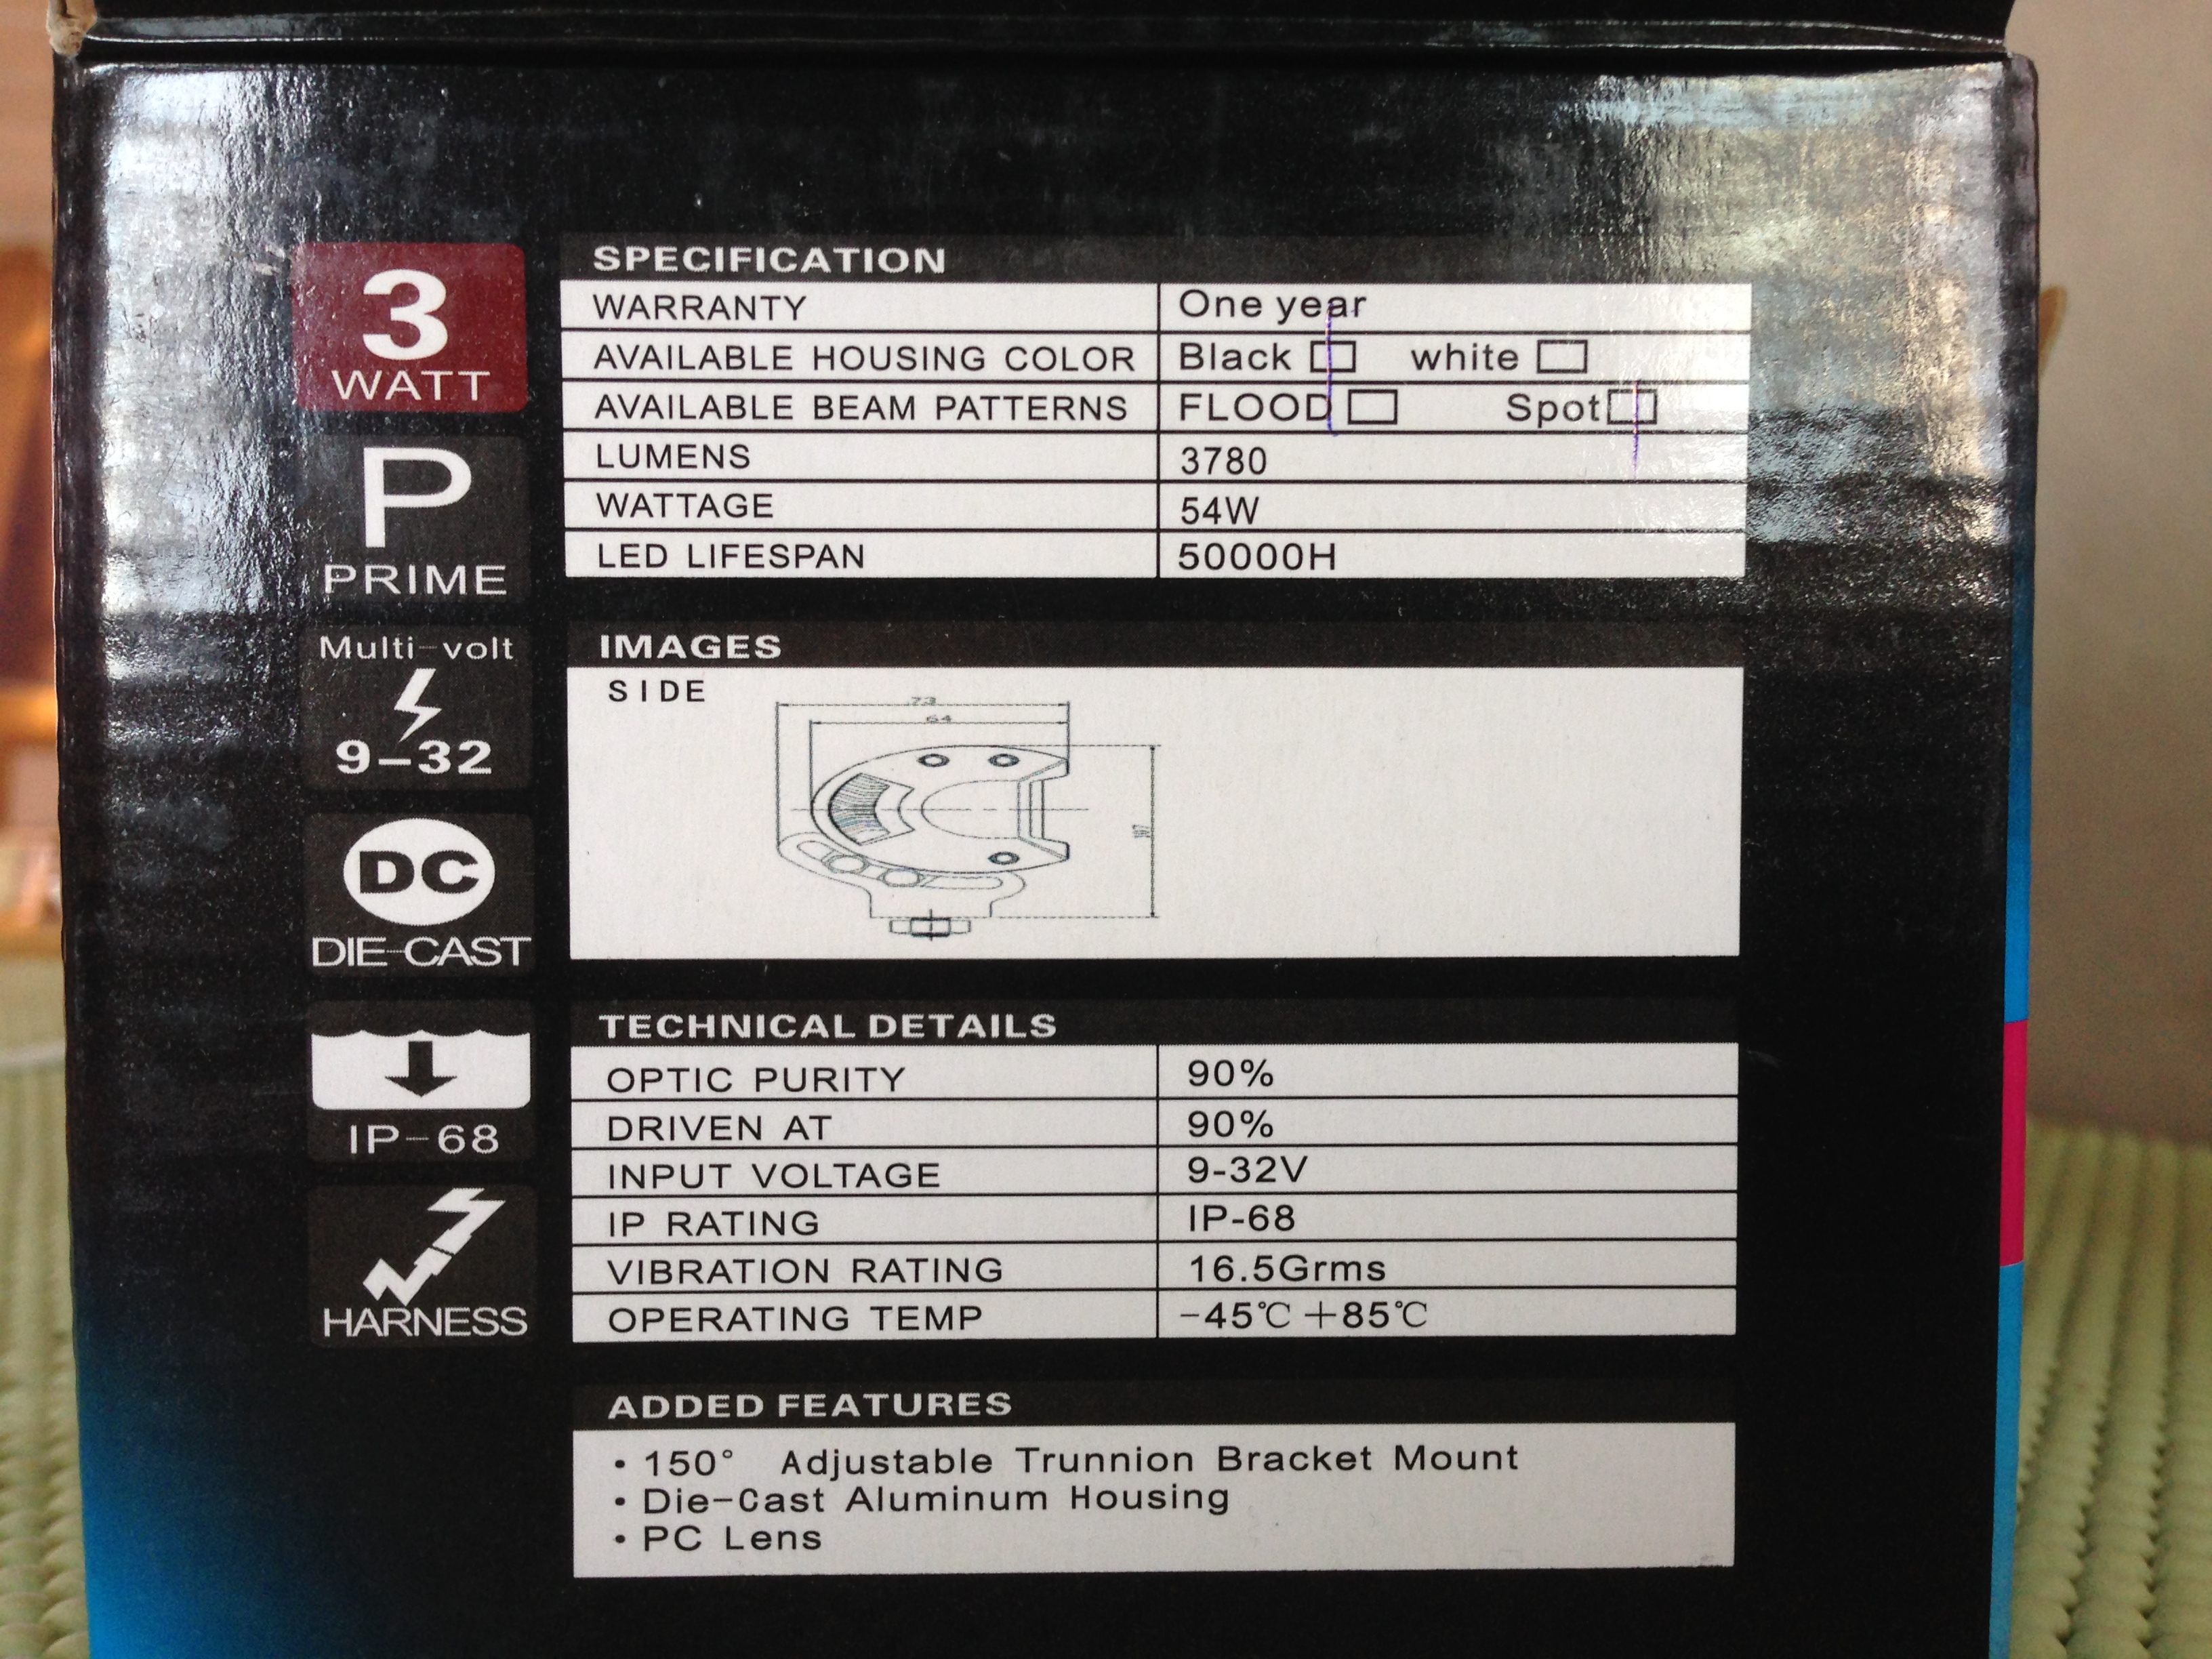 3
WATT
P
PRIME
Multi-volt
9-32
DC
DIE-CAST
IP-68
HARNESS
SPECIFICATION
WARRANTY One year
AVAILABLE HOUSING COLOR Black white
AVAILABLE BEAM PATTERNS FLOOD Spot
LUMENS 3780
WATTAGE 54W
LED LIFESPAN 50000H
IMAGES
SIDE
73
64
TECHNICAL DETAILS
OPTIC PURITY 90%
DRIVEN AT 90%
INPUT VOLTAGE 9-32V
IP RATING IP-68
VIBRATION RATING 16.5Grms
OPERATING TEMP -45℃ +85℃
ADDED FEATURES
• 150° Adjustable Trunnion Bracket Mount
• Die-Cast Aluminum Housing
• PC Lens